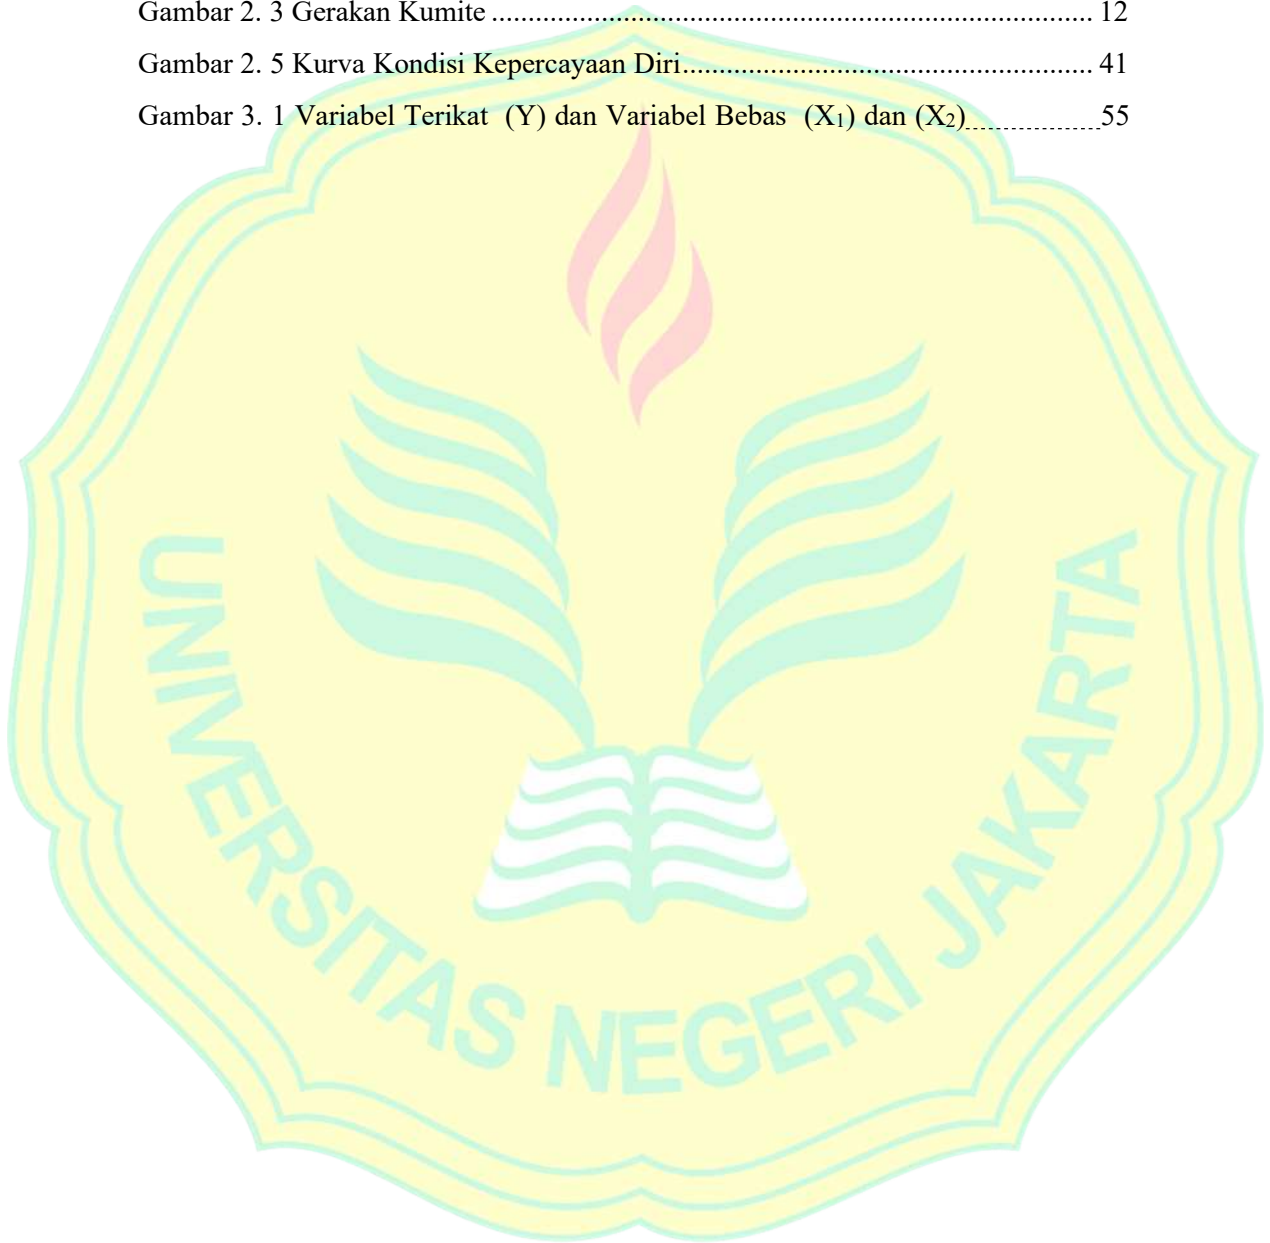 Gambar 2. 3 Gerakan Kumite ................................................................................. 12
Gambar 2. 5 Kurva Kondisi Kepercayaan Diri....................................................... 41
Gambar 3. 1 Variabel Terikat (Y) dan Variabel Bebas (X₁) dan (X₂)..................55
UNIVERSITAS NEGERI JAKARTA